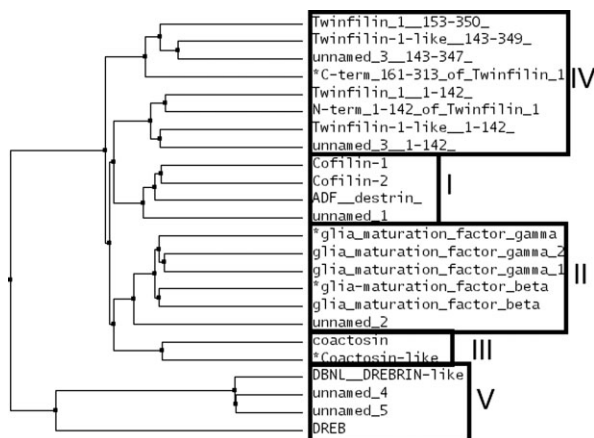 Twinfilin_1__153-350_
Twinfilin-1-like__143-349_
unnamed_3__143-347_
*C-term_161-313_of_Twinfilin_1
Twinfilin_1__1-142_
N-term_1-142_of_Twinfilin_1
Twinfilin-1-like__1-142_
unnamed_3__1-142_
IV
Cofilin-1
Cofilin-2
ADF__destrin_
unnamed_1
I
*glia_maturation_factor_gamma
glia_maturation_factor_gamma_2
glia_maturation_factor_gamma_1
*glia-maturation_factor_beta
glia_maturation_factor_beta
unnamed_2
II
coactosin
*Coactosin-like
III
DBNL__DREBRIN-like
unnamed_4
unnamed_5
DREB
V